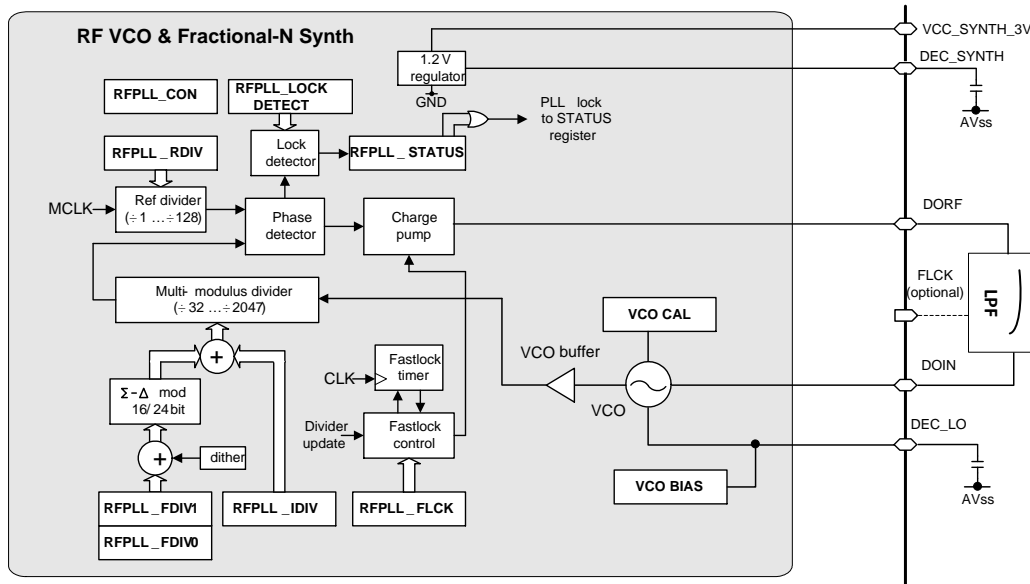 RF VCO & Fractional-N Synth
VCC_SYNTH_3V
1.2 V
regulator
DEC_SYNTH
GND
AVss
RFPLL_CON
RFPLL_LOCK
DETECT
PLL lock
to STATUS
register
RFPLL_RDIV
Lock
detector
RFPLL_STATUS
MCLK
Ref divider
(÷1 ...÷128)
Phase
detector
Charge
pump
DORF
FLCK
(optional)
LPF
Multi- modulus divider
(÷32 ...÷2047)
VCO CAL
VCO buffer
VCO
DOIN
+
Fastlock
timer
CLK
Σ-Δ mod
16/24bit
Divider
update
Fastlock
control
DEC_LO
+
dither
VCO BIAS
AVss
RFPLL_FDIV1
RFPLL_IDIV
RFPLL_FLCK
RFPLL_FDIV0